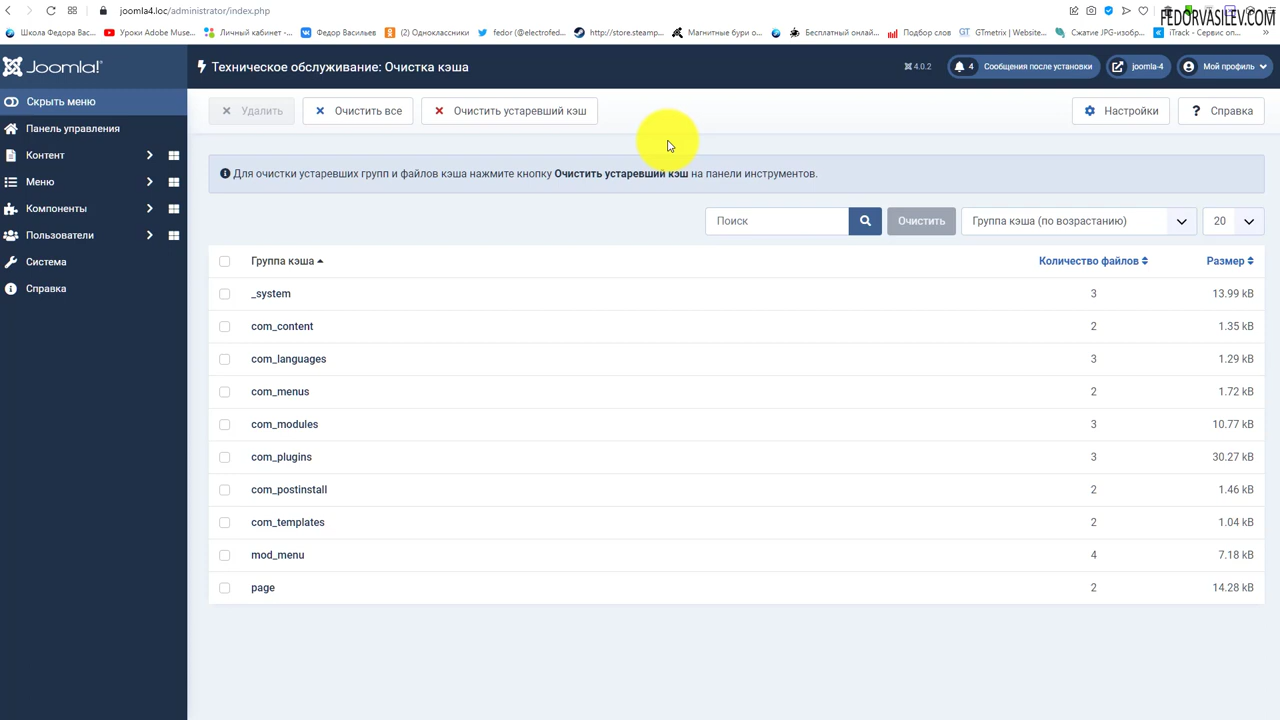 joomla4.loc/administrator/index.php
FEDORVASILEV.COM
Школа Федора Вас...
Уроки Adobe Muse...
Личный кабинет -...
Федор Васильев
(2) Одноклассники
fedor (@electrofed...
http://store.steamp...
Магнитные бури о...
Бесплатный онлай...
Подбор слов
GTmetrix | Website...
Сжатие JPG-изобр...
iTrack - Сервис оп...
Joomla!
Техническое обслуживание: Очистка кэша
4.0.2
4 Сообщения после установки
joomla-4
Мой профиль
Скрыть меню
Панель управления
Контент
Меню
Компоненты
Пользователи
Система
Справка
Удалить
Очистить все
Очистить устаревший кэш
Настройки
? Справка
Для очистки устаревших групп и файлов кэша нажмите кнопку Очистить устаревший кэш на панели инструментов.
Поиск
Очистить
Группа кэша (по возрастанию)
20
Группа кэша Количество файлов Размер
_system 3 13.99 kB
com_content 2 1.35 kB
com_languages 3 1.29 kB
com_menus 2 1.72 kB
com_modules 3 10.77 kB
com_plugins 3 30.27 kB
com_postinstall 2 1.46 kB
com_templates 2 1.04 kB
mod_menu 4 7.18 kB
page 2 14.28 kB